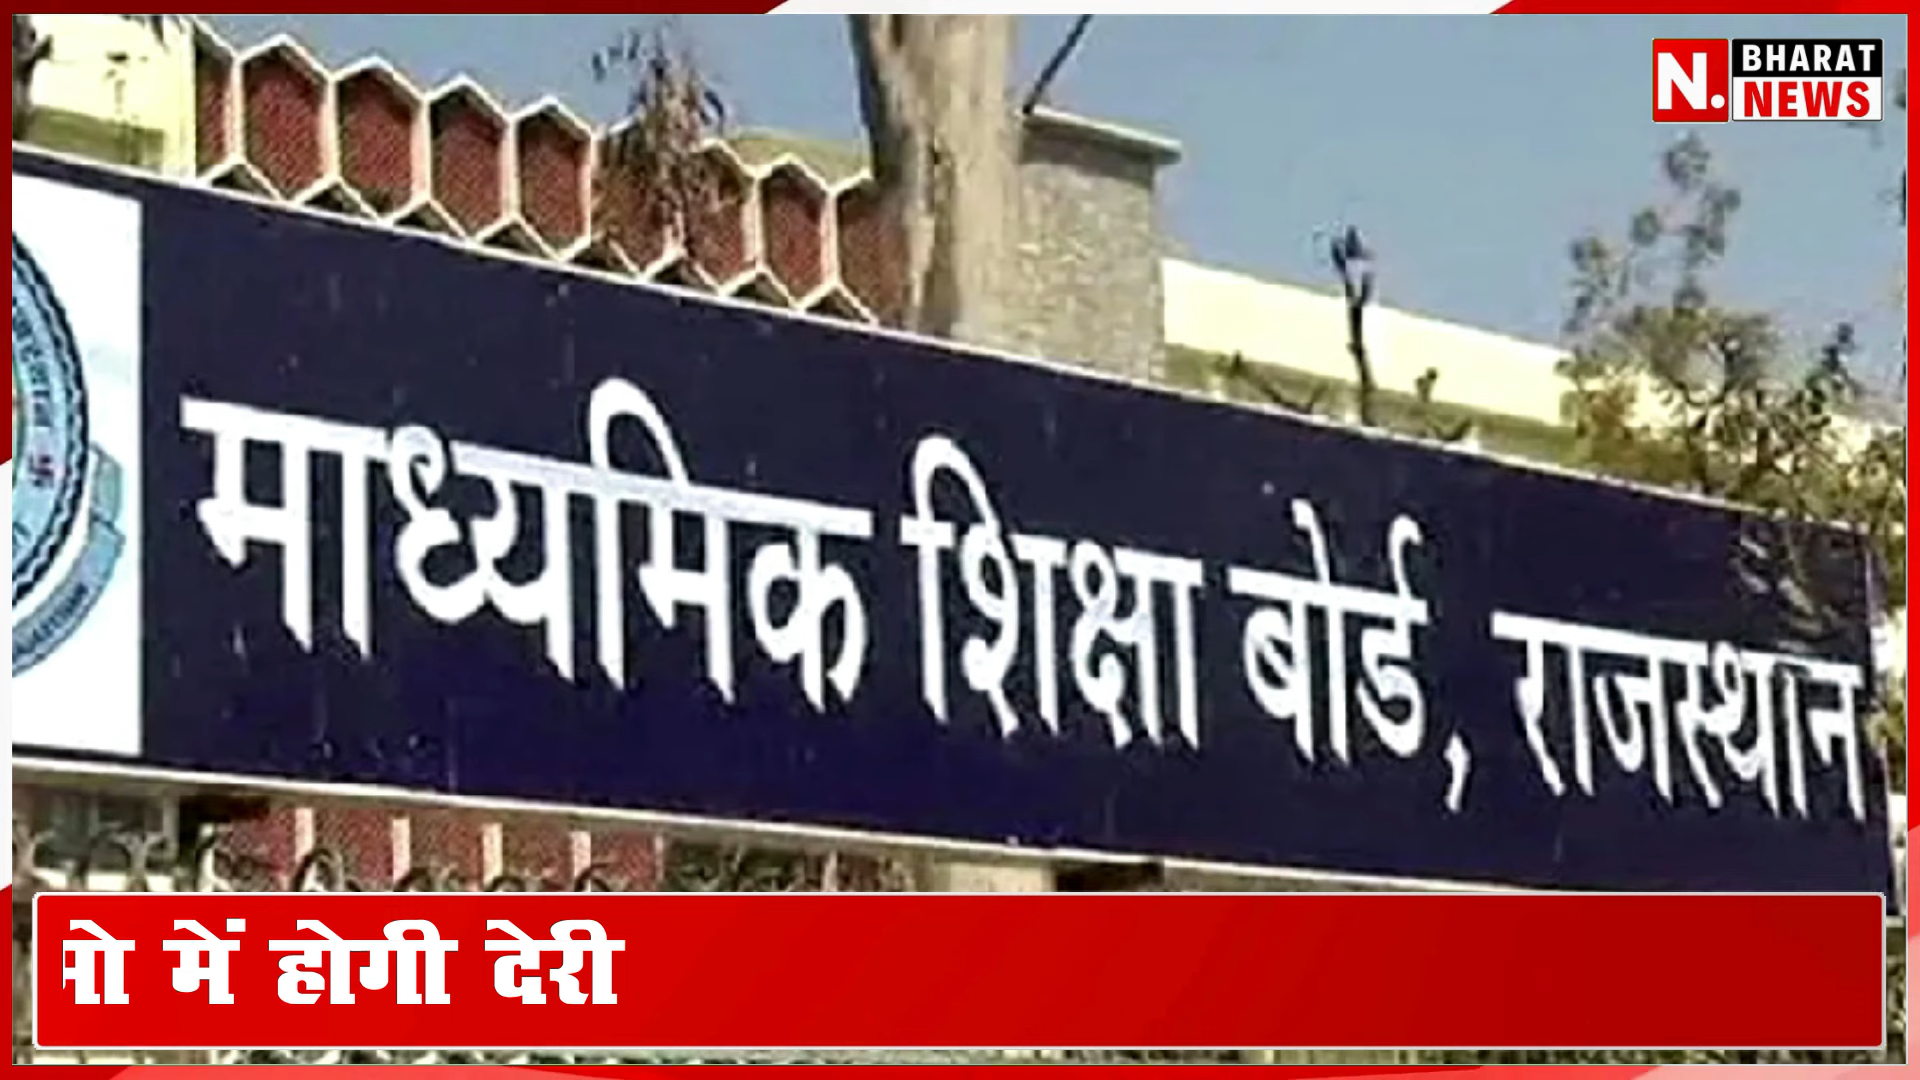 N. BHARAT
NEWS
माध्यमिक शिक्षा बोर्ड, राजस्थान
में होगी देरी